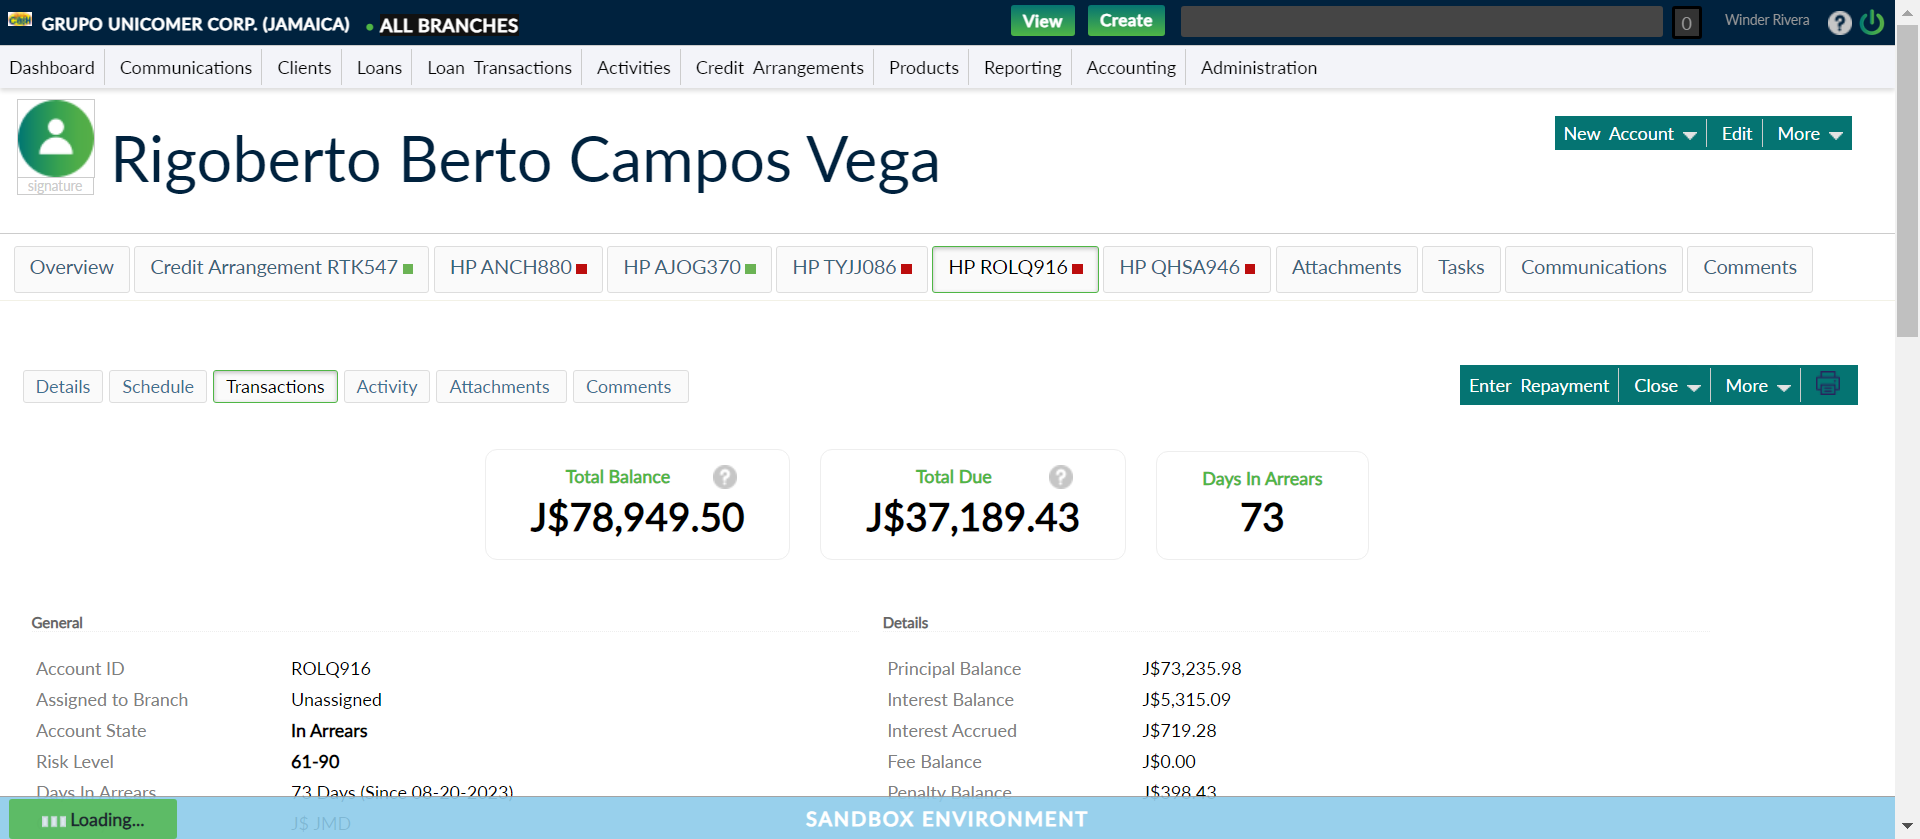 GRUPO UNICOMER CORP. (JAMAICA) ALL BRANCHES View Create 0 Winder Rivera ?
Dashboard Communications Clients Loans Loan Transactions Activities Credit Arrangements Products Reporting Accounting Administration
signature
Rigoberto Berto Campos Vega
New Account Edit More
Overview Credit Arrangement RTK547 HP ANCH880 HP AJOG370 HP TYJJ086 HP ROLQ916 HP QHSA946 Attachments Tasks Communications Comments
Details Schedule Transactions Activity Attachments Comments
Enter Repayment Close More
Total Balance ? Total Due ? Days In Arrears
J$78,949.50 J$37,189.43 73
General Details
Account ID ROLQ916 Principal Balance J$73,235.98
Assigned to Branch Unassigned Interest Balance J$5,315.09
Account State In Arrears Interest Accrued J$719.28
Risk Level 61-90 Fee Balance J$0.00
Days In Arrears 73 Days (Since 08-20-2023) Penalty Balance J$398.43
Loading... J$ JMD SANDBOX ENVIRONMENT